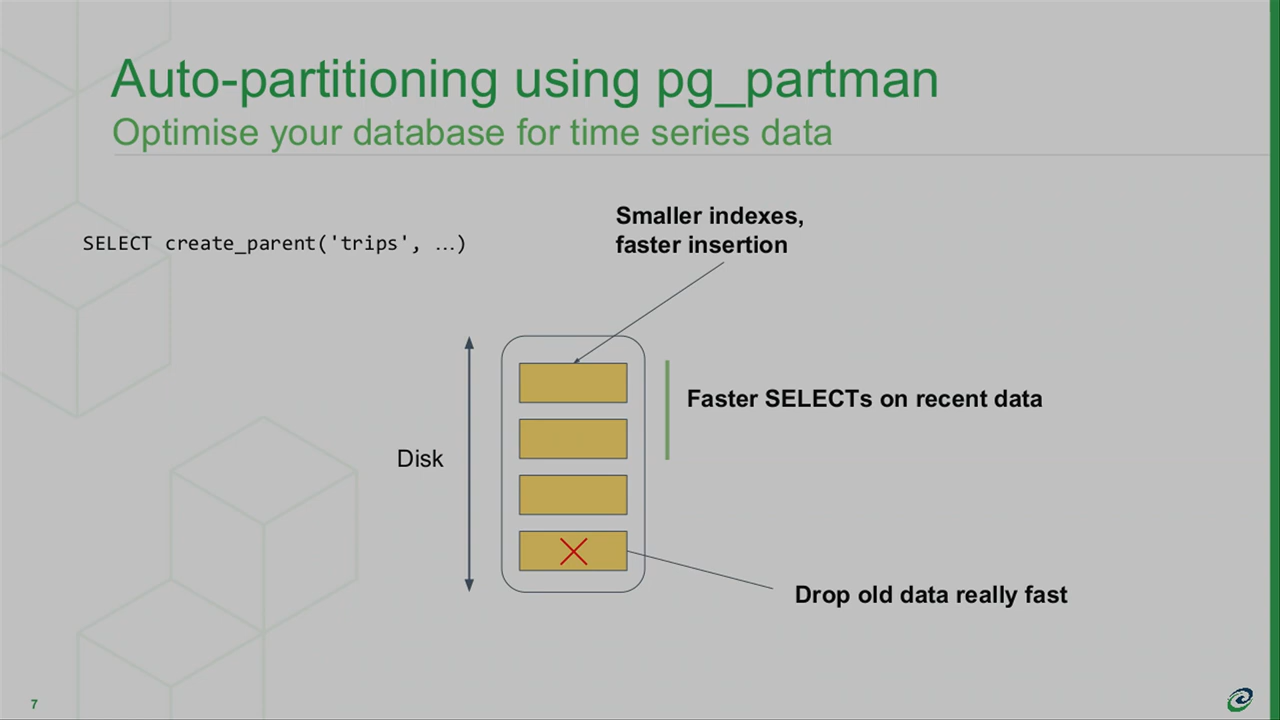 Auto-partitioning using pg_partman
Optimise your database for time series data
SELECT create_parent('trips', …)
Smaller indexes,
faster insertion
Faster SELECTs on recent data
Disk
Drop old data really fast
7